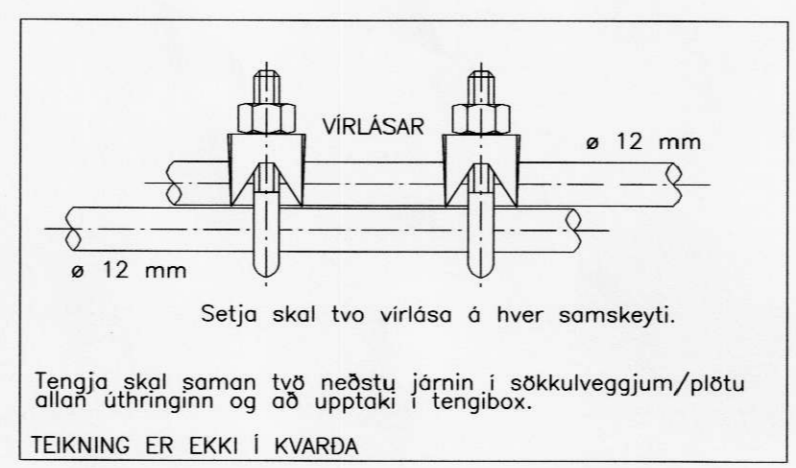 VÍRLÁSAR
ø 12 mm
ø 12 mm
Setja skal tvo vírlása á hver samskeyti.
Tengja skal saman tvö neðstu járnin í sökkulveggjum/plötu
allan úthringinn og að upptaki í tengibox.
TEIKNING ER EKKI Í KVARÐA